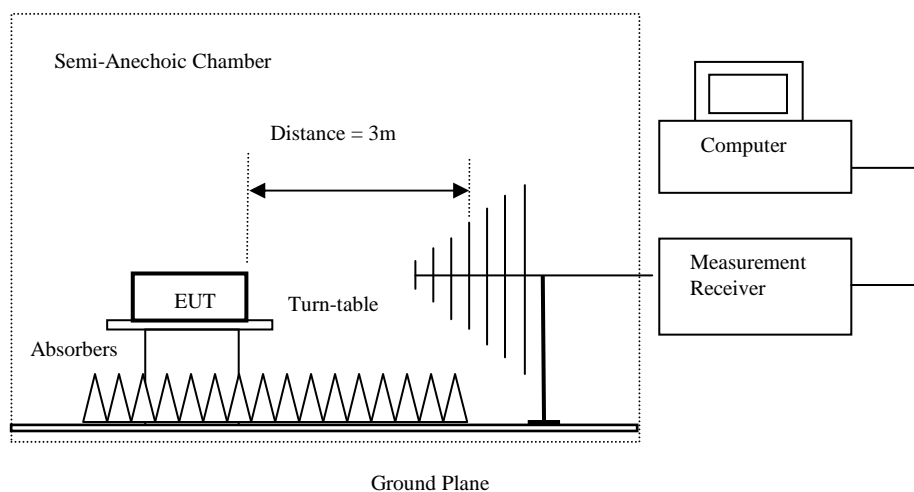 Semi-Anechoic Chamber
Distance = 3m
Computer
Measurement
Receiver
EUT
Turn-table
Absorbers
Ground Plane